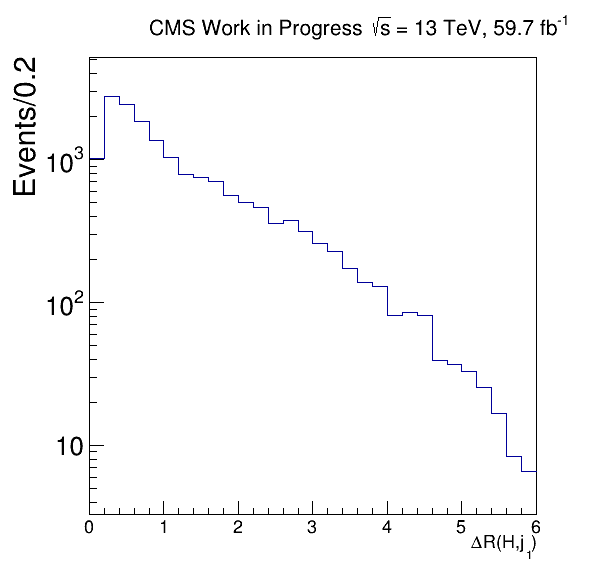 CMS Work in Progress √s = 13 TeV, 59.7 fb⁻¹
Events/0.2
10³
10²
10
0 1 2 3 4 5 6
ΔR(H,j₁)